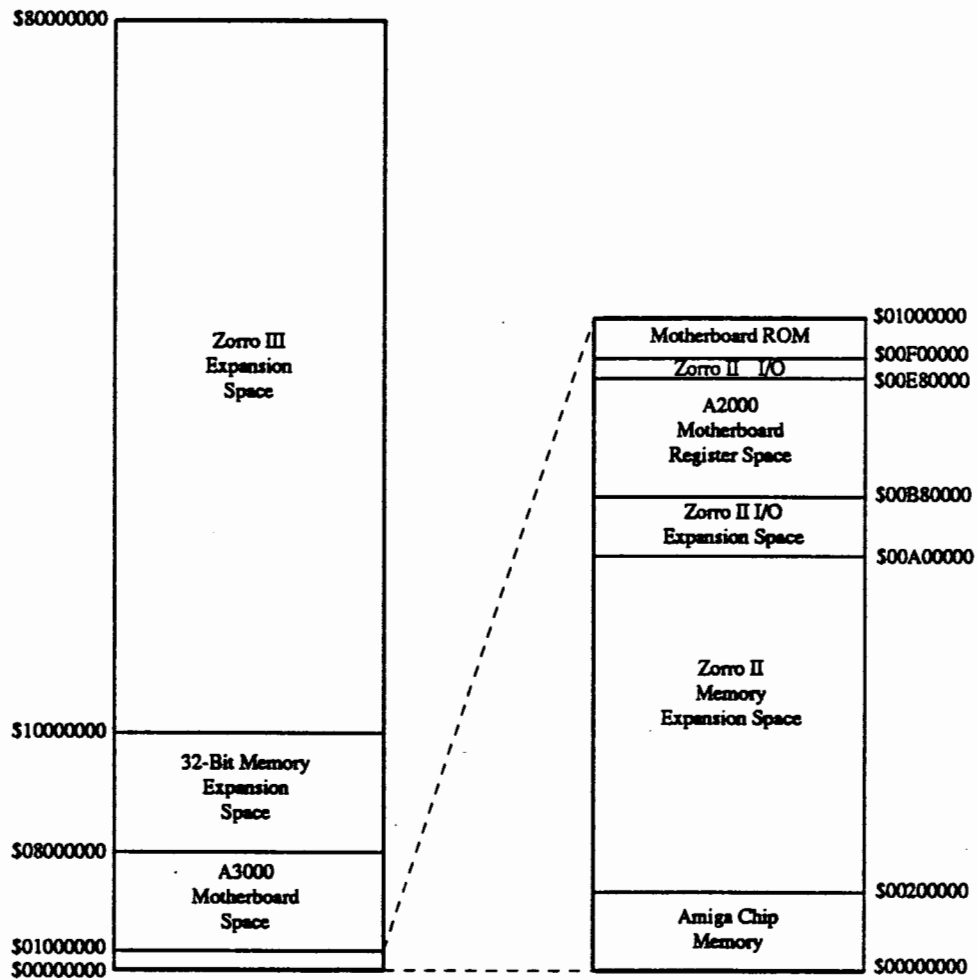 $80000000
Zorro III
Expansion
Space
$10000000
32-Bit Memory
Expansion
Space
$08000000
A3000
Motherboard
Space
$01000000
$00000000
$01000000
Motherboard ROM
$00F00000
Zorro II I/O
$00E80000
A2000
Motherboard
Register Space
$00B80000
Zorro II I/O
Expansion Space
$00A00000
Zorro II
Memory
Expansion Space
$00200000
Amiga Chip
Memory
$00000000